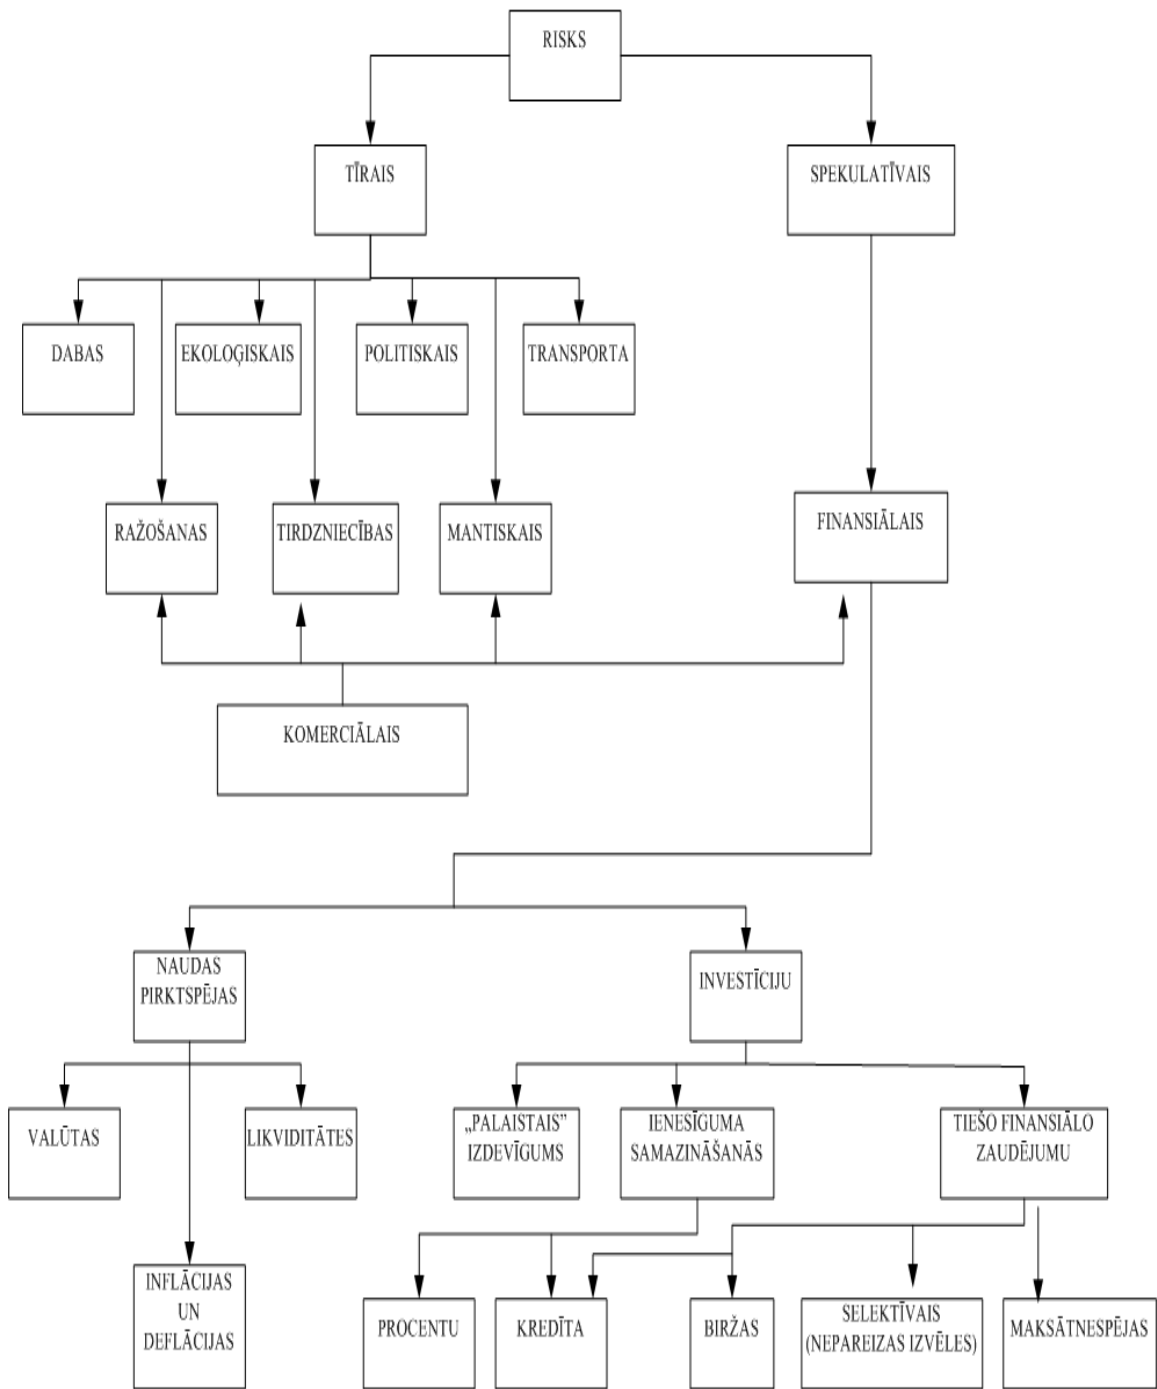 RISKS
TĪRAIS
SPEKULATĪVAIS
DABAS
EKOLOĢISKAIS
POLITISKAIS
TRANSPORTA
RAŽOŠANAS
TIRDZNIECĪBAS
MANTISKAIS
FINANSIĀLAIS
KOMERCIĀLAIS
NAUDAS
PIRKTSPĒJAS
INVESTĪCIJU
VALŪTAS
LIKVIDITĀTES
„PALAISTAIS”
IZDEVĪGUMS
IENESĪGUMA
SAMAZINĀŠANĀS
TIEŠO FINANSIĀLO
ZAUDĒJUMU
INFLĀCIJAS
UN
DEFLĀCIJAS
PROCENTU
KREDĪTA
BIRŽAS
SELEKTĪVAIS
(NEPAREIZAS IZVĒLES)
MAKSĀTNESPĒJAS